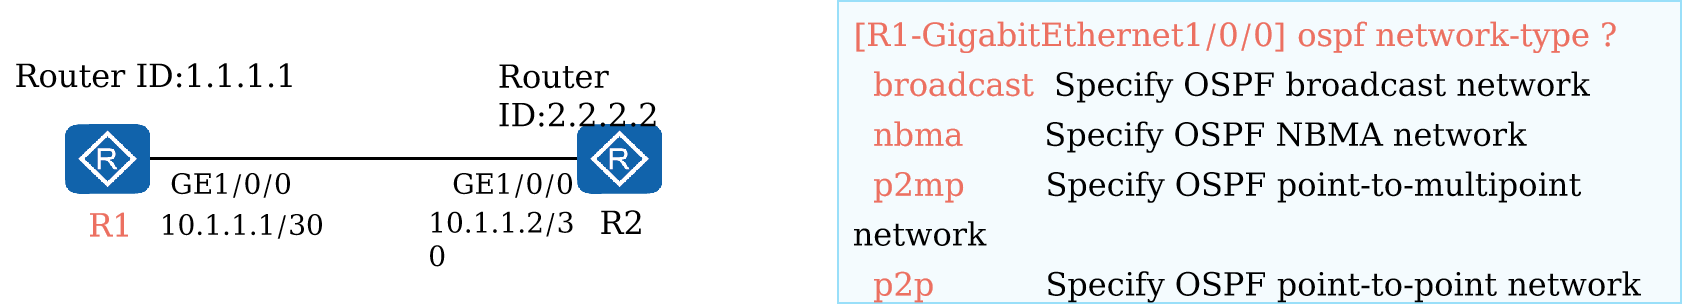 Router ID:1.1.1.1
Router
ID:2.2.2.2
R
R
GE1/0/0
GE1/0/0
10.1.1.1/30
10.1.1.2/3
0
R1
R2
[R1-GigabitEthernet1/0/0] ospf network-type ?
broadcast Specify OSPF broadcast network
nbma Specify OSPF NBMA network
p2mp Specify OSPF point-to-multipoint
network
p2p Specify OSPF point-to-point network